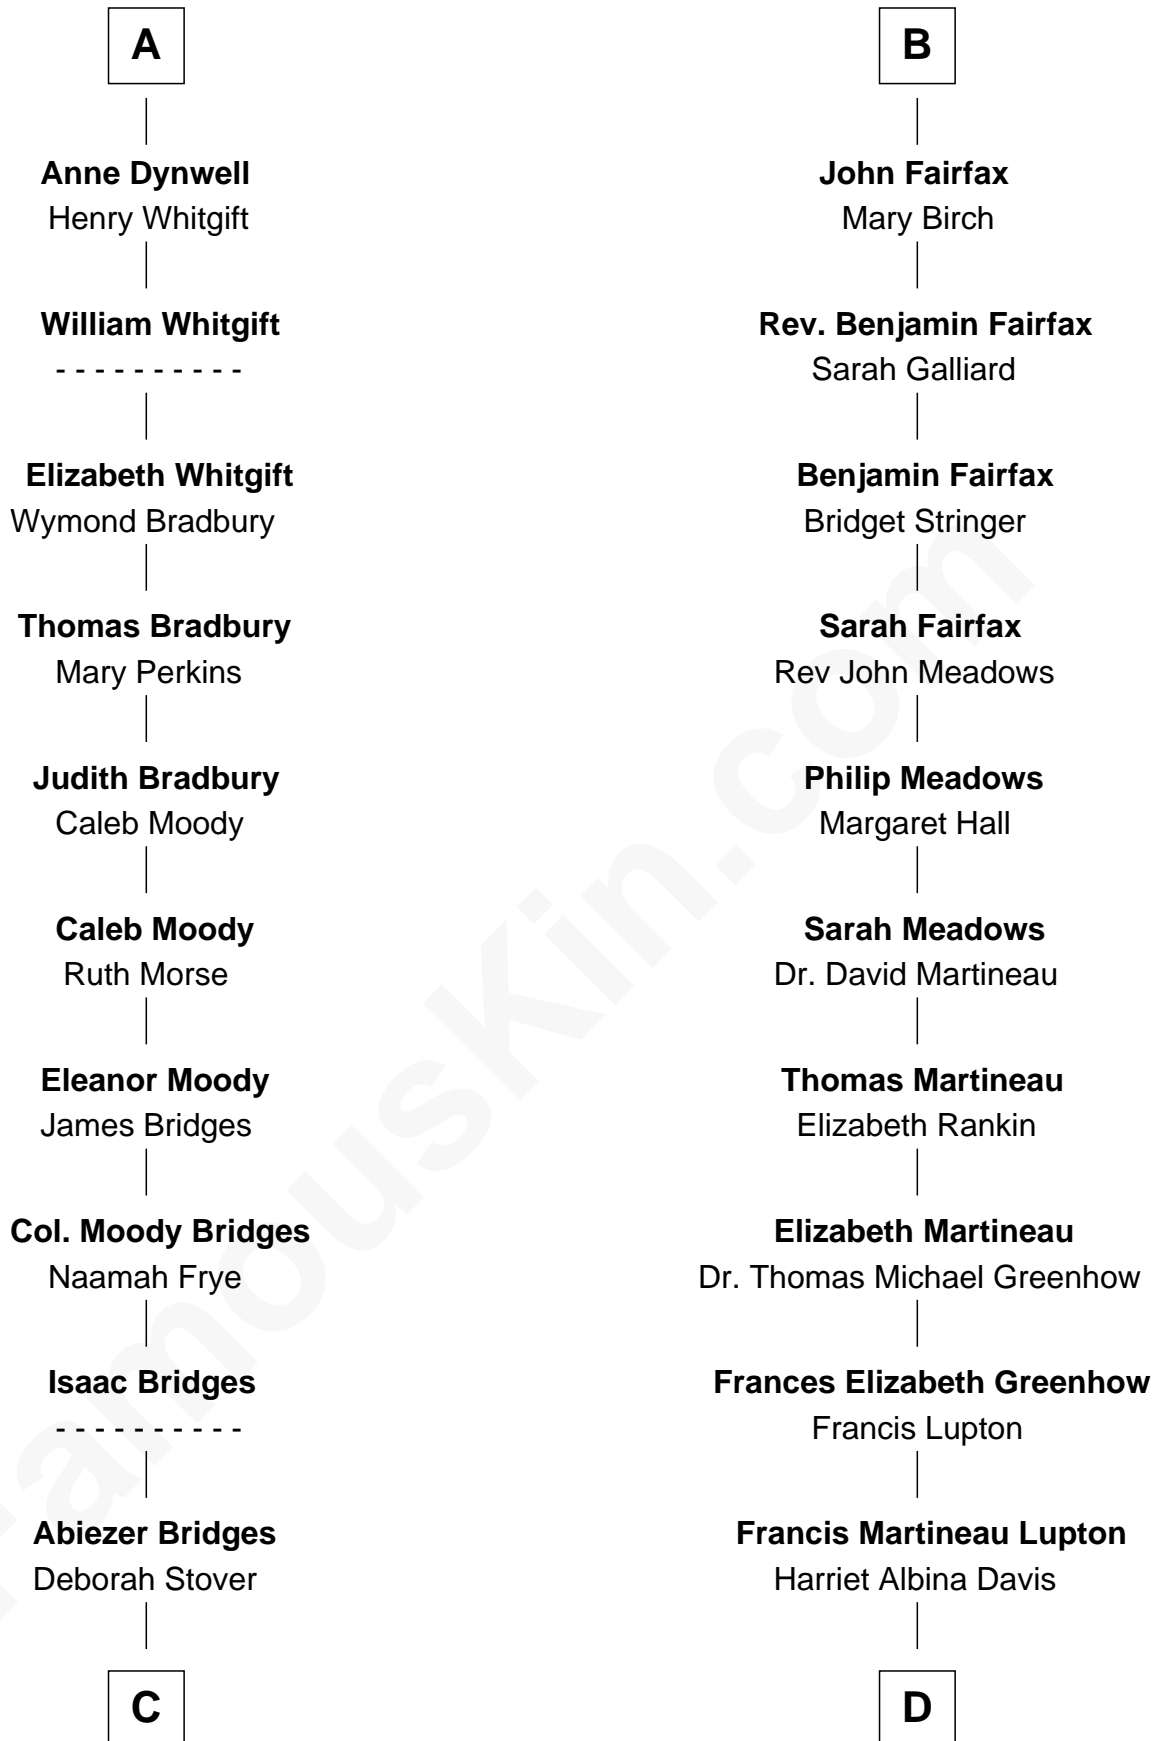 A
Anne Dynwell
Henry Whitgift
William Whitgift
- - - - - - - - - -
Elizabeth Whitgift
Wymond Bradbury
Thomas Bradbury
Mary Perkins
Judith Bradbury
Caleb Moody
Caleb Moody
Ruth Morse
Eleanor Moody
James Bridges
Col. Moody Bridges
Naamah Frye
Isaac Bridges
- - - - - - - - - -
Abiezer Bridges
Deborah Stover
C
B
John Fairfax
Mary Birch
Rev. Benjamin Fairfax
Sarah Galliard
Benjamin Fairfax
Bridget Stringer
Sarah Fairfax
Rev John Meadows
Philip Meadows
Margaret Hall
Sarah Meadows
Dr. David Martineau
Thomas Martineau
Elizabeth Rankin
Elizabeth Martineau
Dr. Thomas Michael Greenhow
Frances Elizabeth Greenhow
Francis Lupton
Francis Martineau Lupton
Harriet Albina Davis
D
FamousKin.com